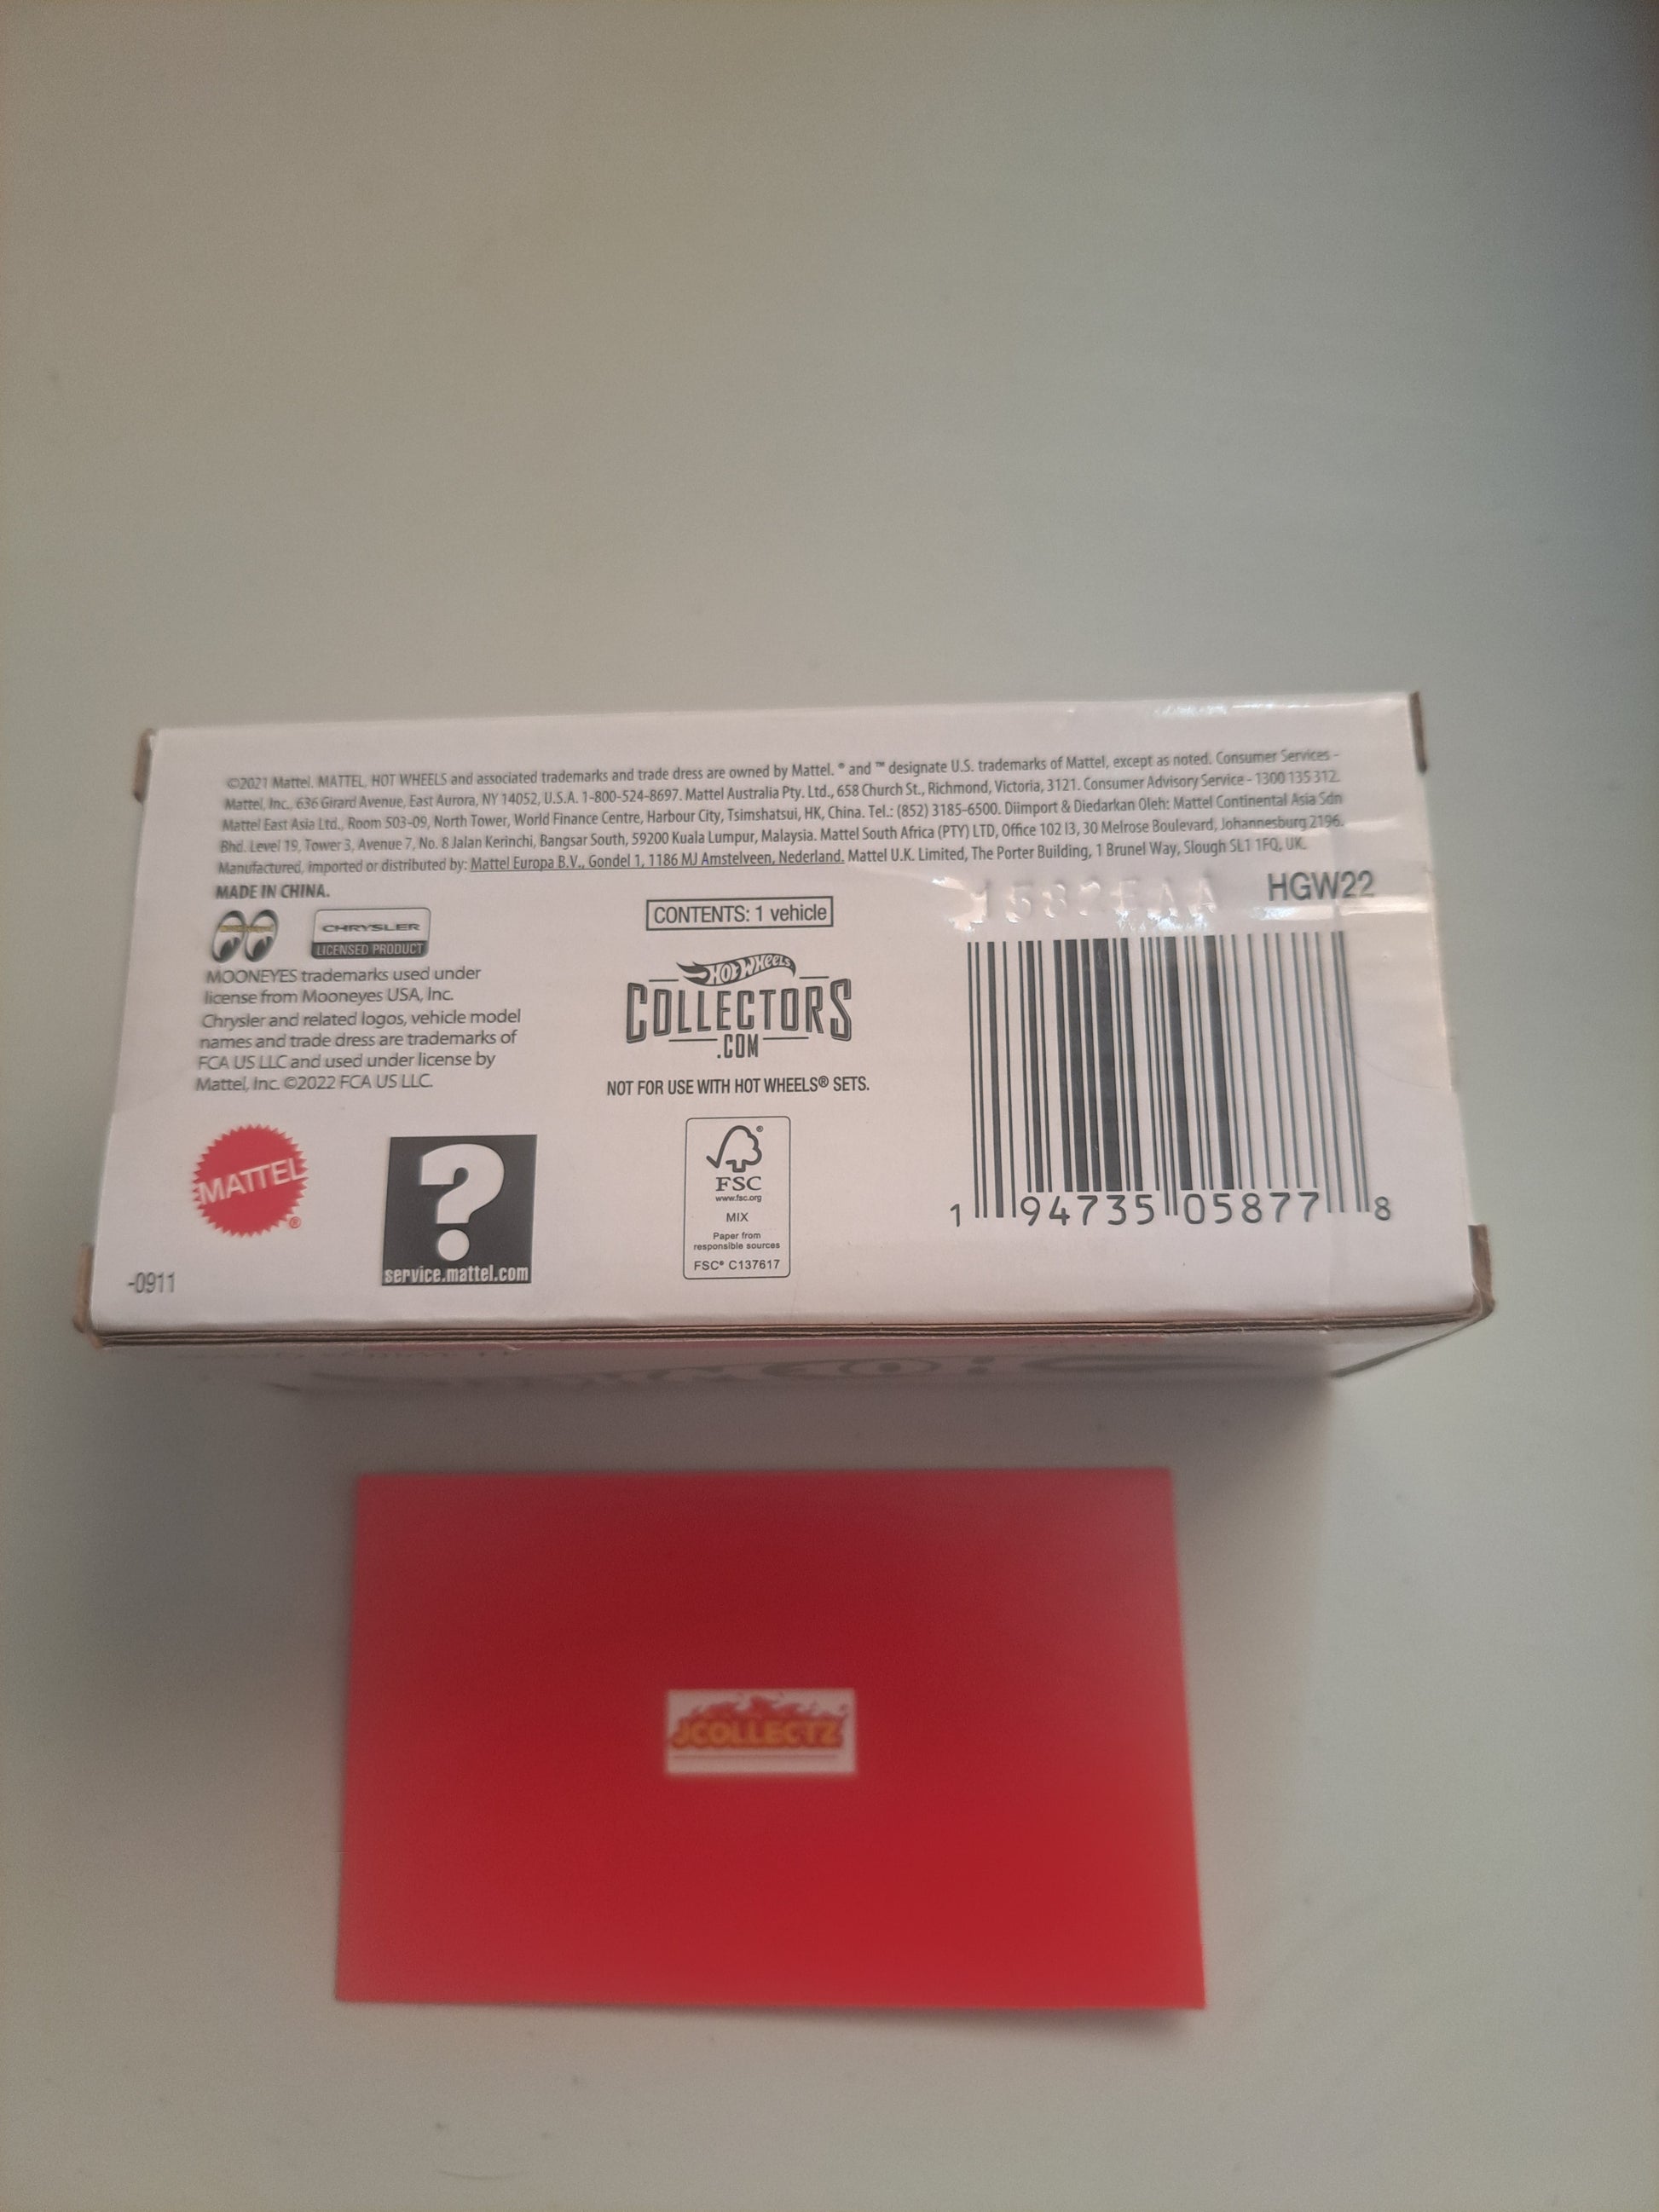 ©2021 Mattel. MATTEL, HOT WHEELS and associated trademarks and trade dress are owned by Mattel. ® and ™ designate U.S. trademarks of Mattel, except as noted. Consumer Services -
Mattel, Inc., 636 Girard Avenue, East Aurora, NY 14052, U.S.A. 1-800-524-8697. Mattel Australia Pty. Ltd., 658 Church St., Richmond, Victoria, 3121. Consumer Advisory Service - 1300 135 312.
Mattel East Asia Ltd., Room 503-09, North Tower, World Finance Centre, Harbour City, Tsimshatsui, HK, China. Tel.: (852) 3185-6500. Diimport & Diedarkan Oleh: Mattel Continental Asia Sdn
Bhd. Level 19, Tower 3, Avenue 7, No. 8 Jalan Kerinchi, Bangsar South, 59200 Kuala Lumpur, Malaysia. Mattel South Africa (PTY) LTD, Office 102 I3, 30 Melrose Boulevard, Johannesburg 2196.
Manufactured, imported or distributed by: Mattel Europa B.V., Gondel 1, 1186 MJ Amstelveen, Nederland. Mattel U.K. Limited, The Porter Building, 1 Brunel Way, Slough SL1 1FQ, UK.
MADE IN CHINA.
CHRYSLER
LICENSED PRODUCT
MOONEYES trademarks used under
license from Mooneyes USA, Inc.
Chrysler and related logos, vehicle model
names and trade dress are trademarks of
FCA US LLC and used under license by
Mattel, Inc. ©2022 FCA US LLC.
MATTEL®
?
service.mattel.com
-0911
CONTENTS: 1 vehicle
HOT WHEELS
COLLECTORS
.COM
NOT FOR USE WITH HOT WHEELS® SETS.
FSC
www.fsc.org
MIX
Paper from
responsible sources
FSC® C137617
HGW22
1 94735 05877 8
JCOLLECTZ